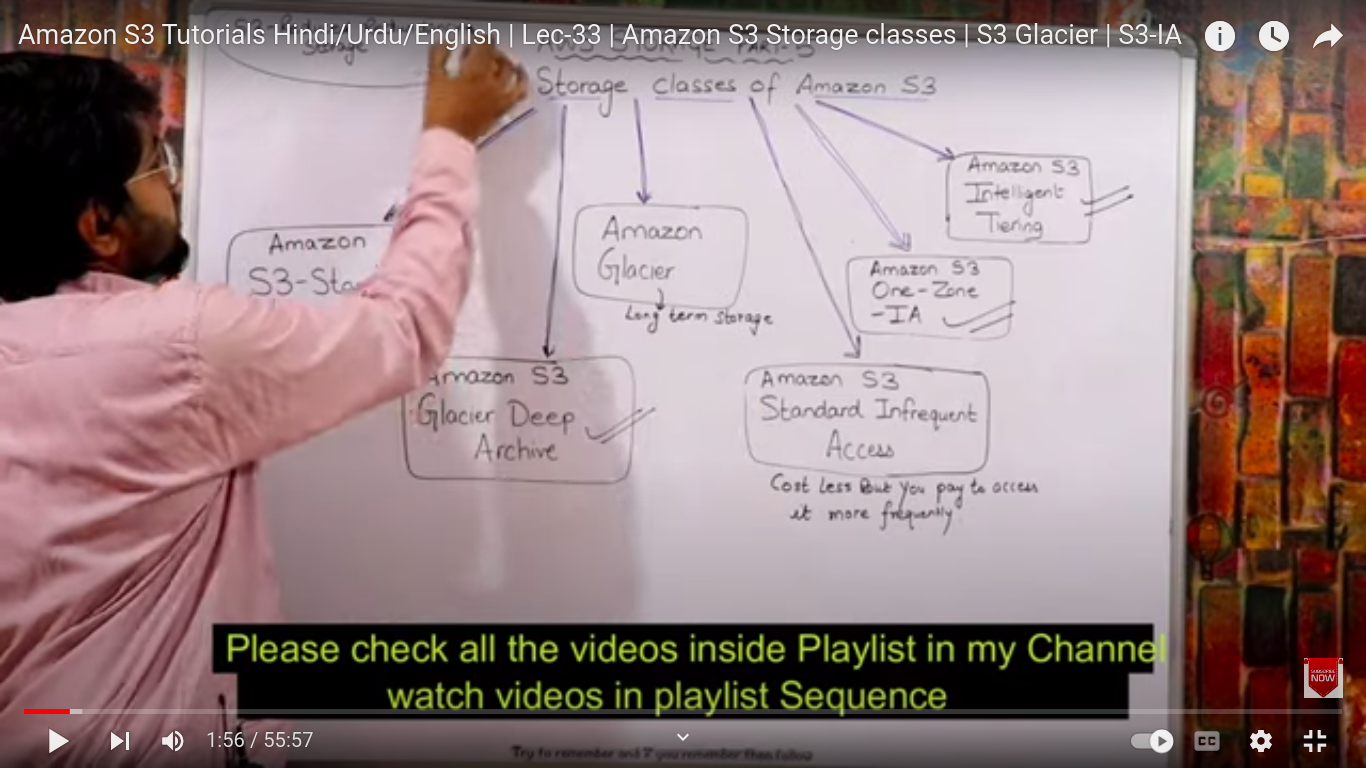 Amazon S3 Tutorials Hindi/Urdu/English | Lec-33 | Amazon S3 Storage classes | S3 Glacier | S3-IA
Storage
PART-3
Storage classes of Amazon S3
Amazon S3
Intelligent
Tiering
Amazon
S3-Sta
Amazon
Glacier
Long term storage
Amazon S3
One-Zone
-IA
Amazon S3
Glacier Deep
Archive
Amazon S3
Standard Infrequent
Access
Cost Less But You pay to access
it more frequently
Please check all the videos inside Playlist in my Channel
watch videos in playlist Sequence
SUBSCRIBE
NOW
1:56 / 55:57
CC
Try to remember and if you remember then follow